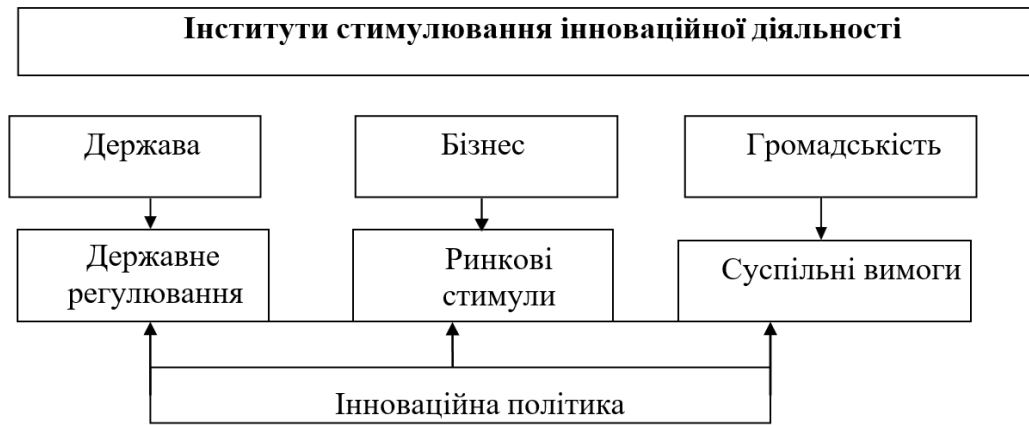 Інститути стимулювання інноваційної діяльності
Держава
Бізнес
Громадськість
Державне
регулювання
Ринкові
стимули
Суспільні вимоги
Інноваційна політика